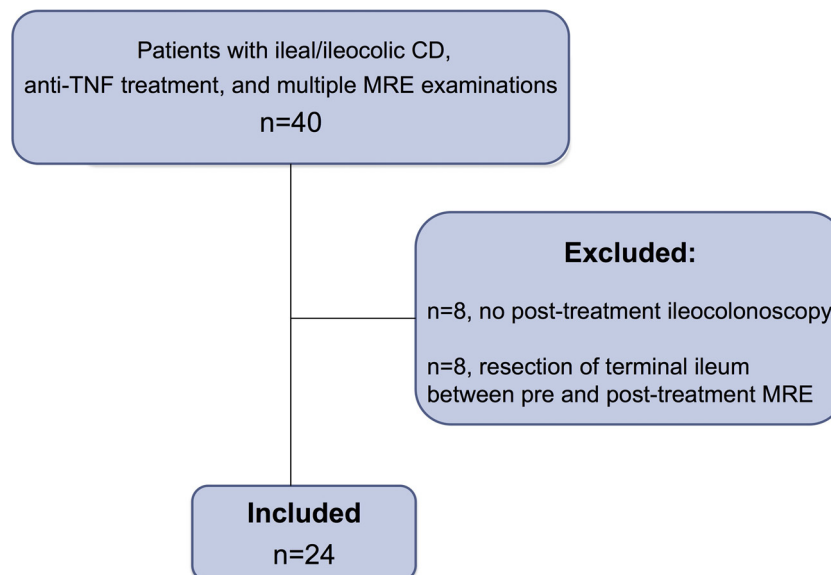 Patients with ileal/ileocolic CD,
anti-TNF treatment, and multiple MRE examinations
n=40
Excluded:
n=8, no post-treatment ileocolonoscopy
n=8, resection of terminal ileum
between pre and post-treatment MRE
Included
n=24